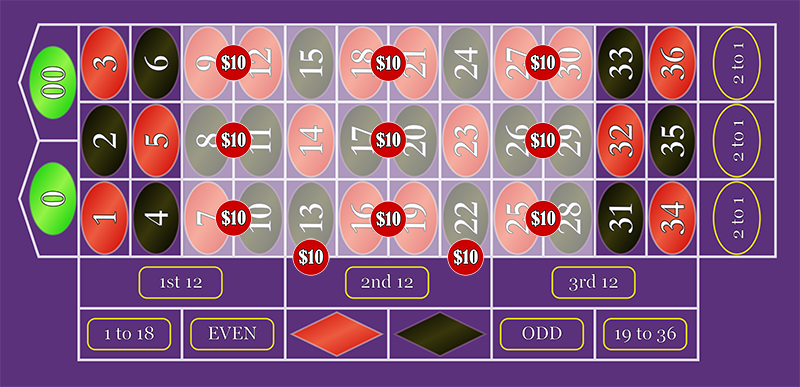 00 3 6 9 $10 12 15 18 $10 21 24 27 $10 30 33 36 2 to 1
2 5 8 $10 11 14 17 $10 20 23 26 $10 29 32 35 2 to 1
0 1 4 7 $10 10 13 16 $10 19 22 25 $10 28 31 34 2 to 1
$10 $10
1st 12 2nd 12 3rd 12
1 to 18 EVEN ODD 19 to 36